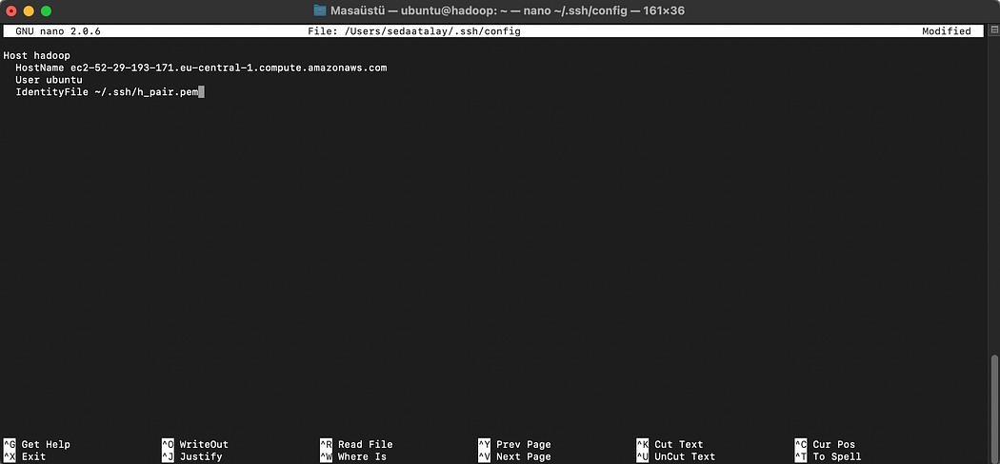 Masaüstü — ubuntu@hadoop: ~ — nano ~/.ssh/config — 161×36
GNU nano 2.0.6 File: /Users/sedaatalay/.ssh/config Modified
Host hadoop
HostName ec2-52-29-193-171.eu-central-1.compute.amazonaws.com
User ubuntu
IdentityFile ~/.ssh/h_pair.pem
^G Get Help ^O WriteOut ^R Read File ^Y Prev Page ^K Cut Text ^C Cur Pos
^X Exit ^J Justify ^W Where Is ^V Next Page ^U UnCut Text ^T To Spell